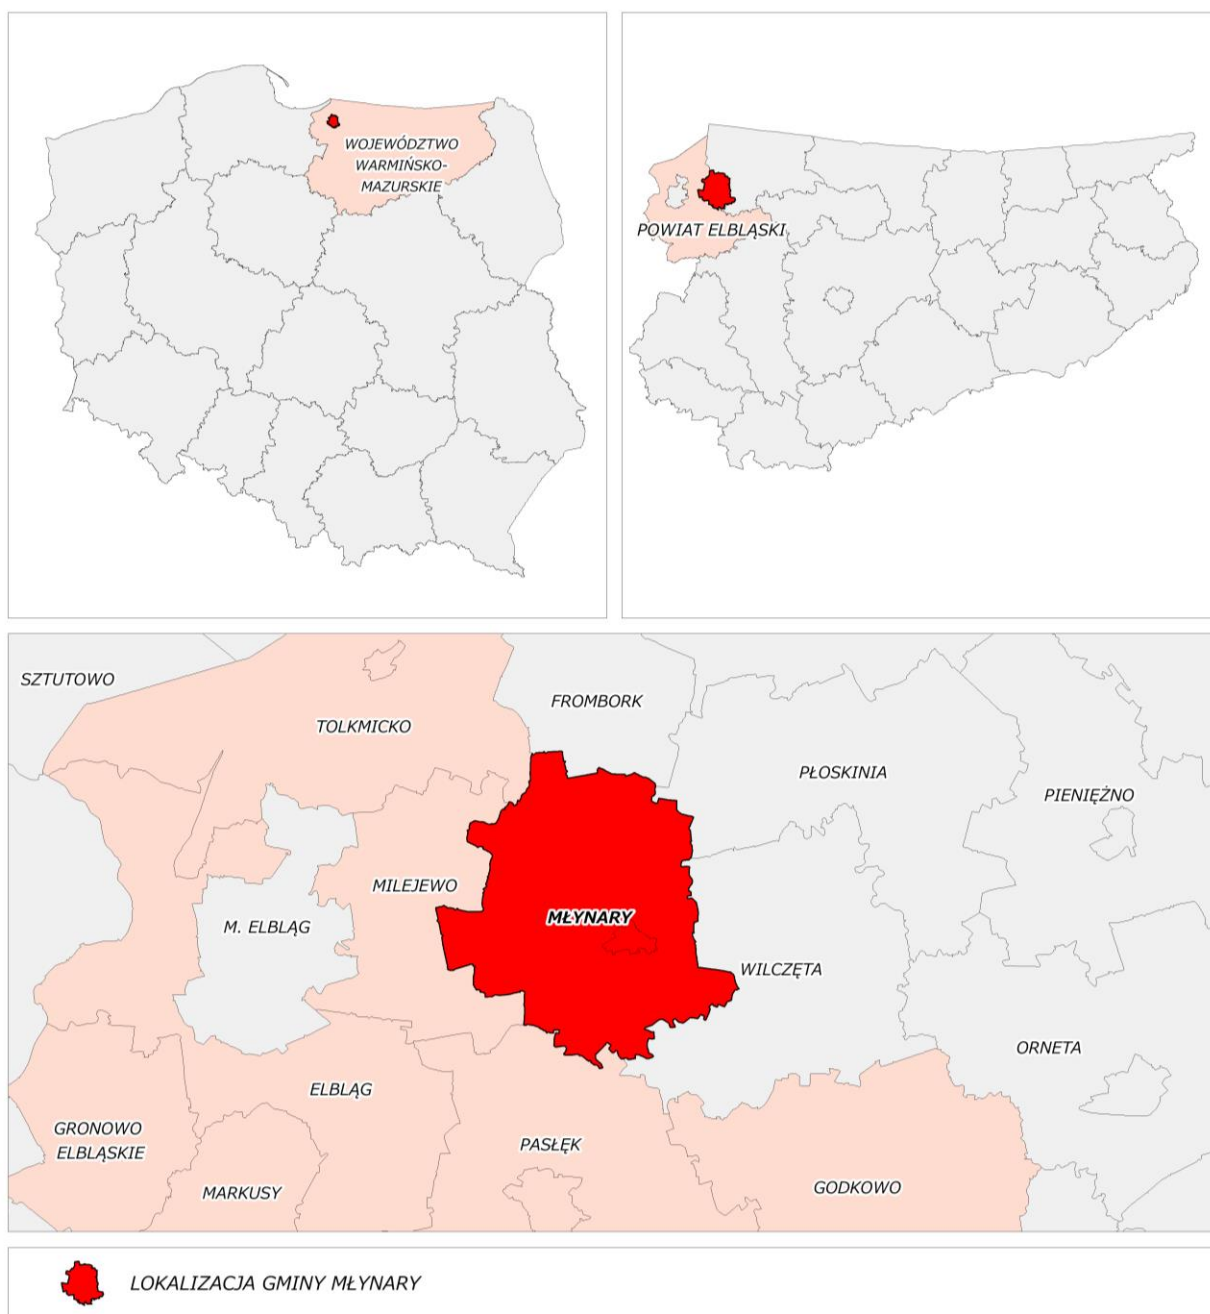 WOJEWÓDZTWO
WARMIŃSKO-
MAZURSKIE
POWIAT ELBLĄSKI
SZTUTOWO
TOLKMICKO
FROMBORK
PŁOSKINIA
PIENIĘŻNO
MILEJEWO
M. ELBLĄG
MŁYNARY
WILCZĘTA
ORNETA
ELBLĄG
GRONOWO
ELBLĄSKIE
PASŁĘK
MARKUSY
GODKOWO
LOKALIZACJA GMINY MŁYNARY